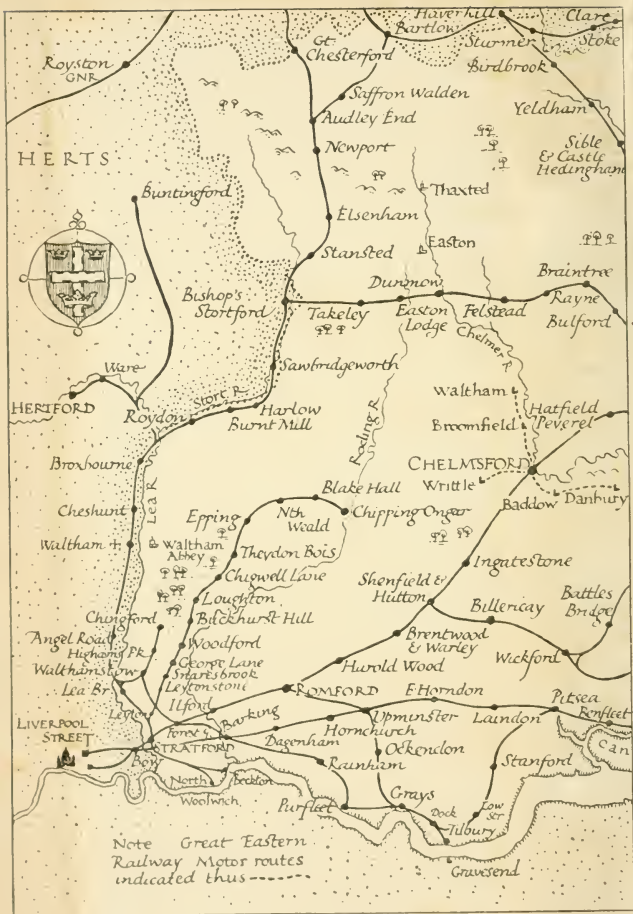 Haverhill
Bartlow
Clare
Sturmer
Stoke
Royston
GNR
Gt
Chesterford
Birdbrook
Saffron Walden
Yeldham
Audley End
Newport
Sible
& Castle
Hedingham
HERTS
Buntingford
Thaxted
Elsenham
Easton
Stansted
Bishop's
Stortford
Dunmow
Braintree
Takeley
Easton
Lodge
Felstead
Rayne
Bulford
Chelmer R
Sawbridgeworth
Ware
Stort R
HERTFORD
Roydon
Harlow
Burnt Mill
Roding R
Waltham
Hatfield
Peverel
Broomfield
Broxbourne
CHELMSFORD
Writtle
Baddow
Danbury
Lea R
Cheshunt
Blake Hall
Epping
Nth
Weald
Chipping Ongar
Waltham +
Waltham
Abbey
Theydon Bois
Chigwell Lane
Ingatestone
Loughton
Shenfield &
Hutton
Battles
Bridge
Chingford
Buckhurst Hill
Billericay
Angel Road
Highams Pk
Woodford
Brentwood
& Warley
Wickford
Walthamstow
George Lane
Snaresbrook
Harold Wood
Lea Br
Leytonstone
ROMFORD
E Horndon
Pitsea
Leyton
Ilford
Barking
Upminster
Laindon
Benfleet
LIVERPOOL
STREET
Forest G
STRATFORD
Hornchurch
Dagenham
Ockendon
Can
Bow
Rainham
Stanford
North
Woolwich
Beckton
Purfleet
Grays
Dock
Low
Str
Tilbury
Gravesend
Note Great Eastern
Railway Motor routes
indicated thus